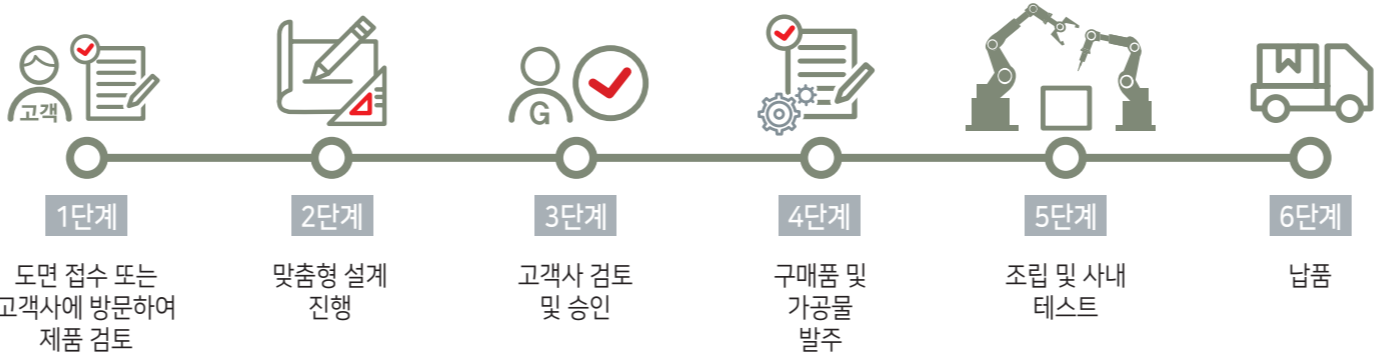 고객
G
1단계
도면 접수 또는
고객사에 방문하여
제품 검토
2단계
맞춤형 설계
진행
3단계
고객사 검토
및 승인
4단계
구매품 및
가공물
발주
5단계
조립 및 사내
테스트
6단계
납품